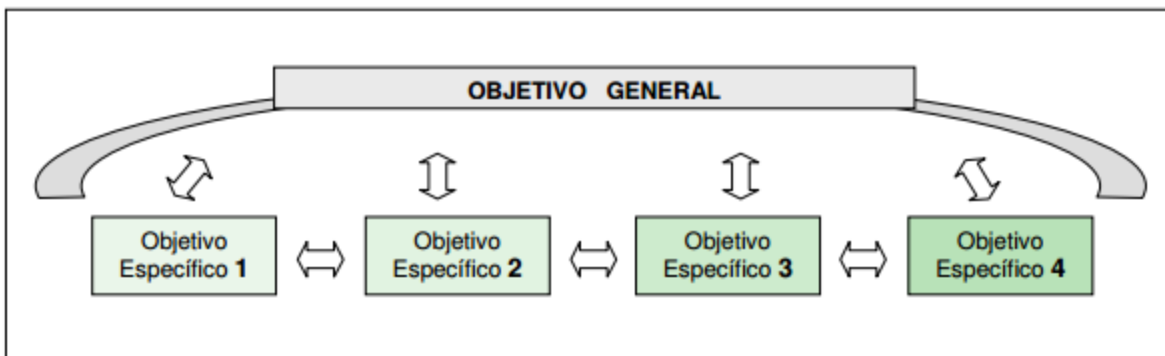 OBJETIVO GENERAL
Objetivo
Específico 1
Objetivo
Específico 2
Objetivo
Específico 3
Objetivo
Específico 4